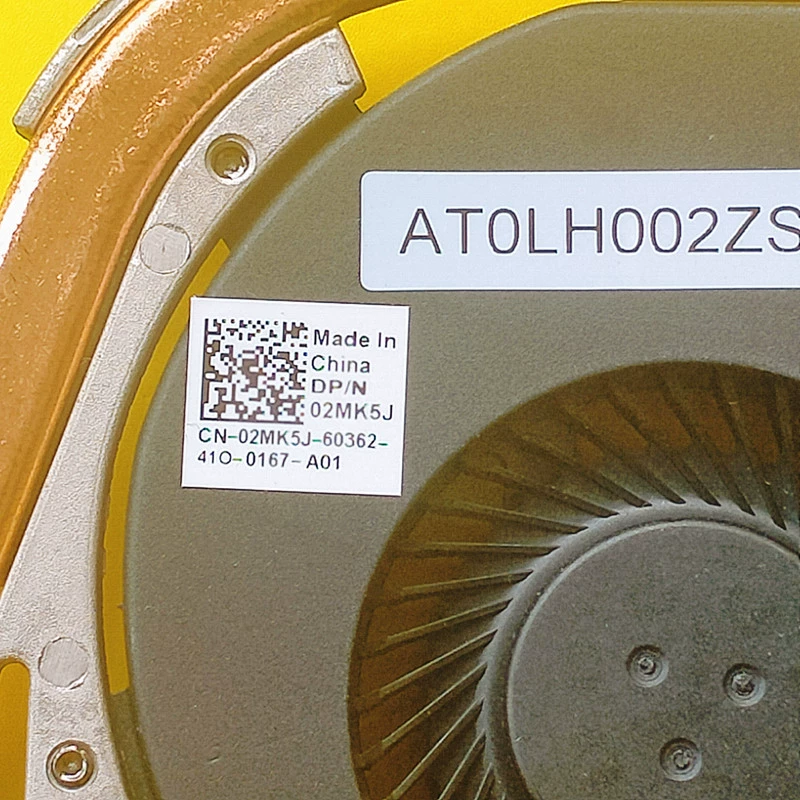 AT0LH002ZS
Made In
China
DP/N
02MK5J
CN-02MK5J-60362-
41O-0167-A01